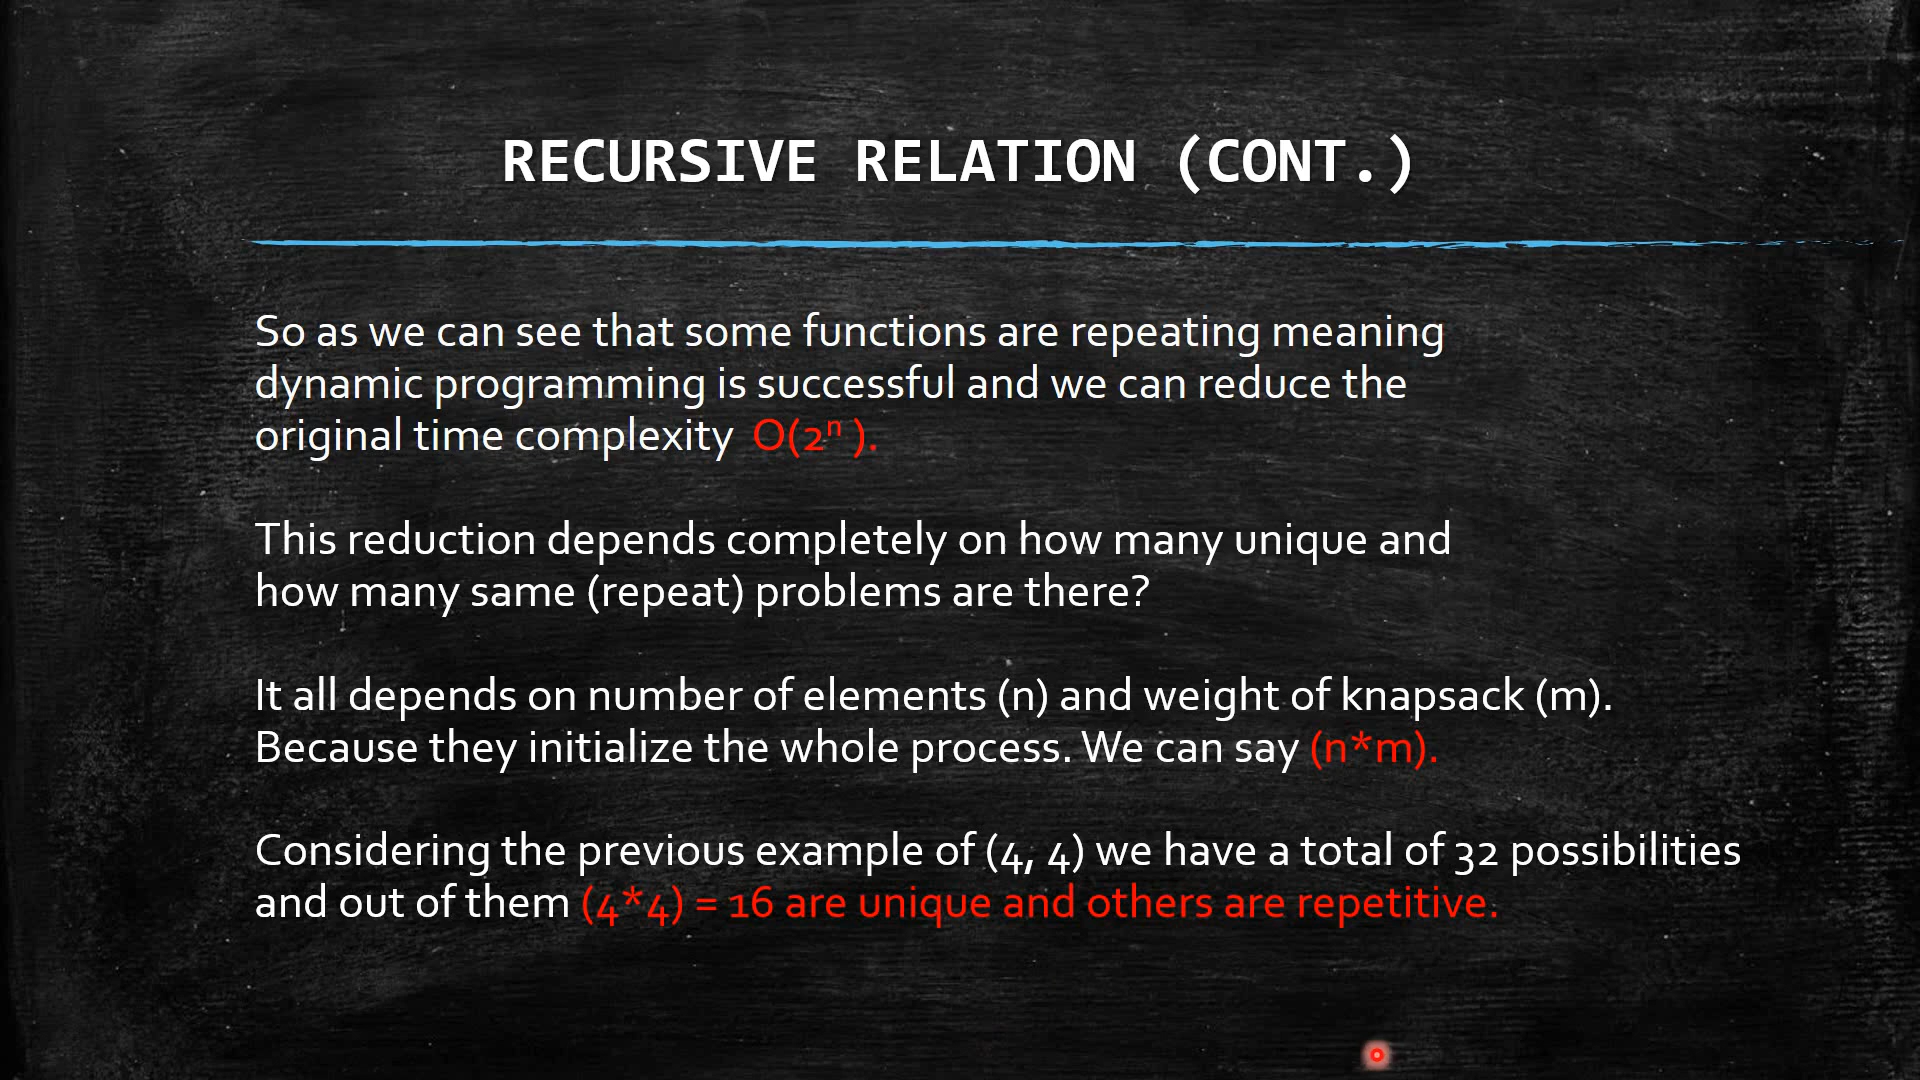 RECURSIVE RELATION (CONT.)
So as we can see that some functions are repeating meaning
dynamic programming is successful and we can reduce the
original time complexity O(2ⁿ ).
This reduction depends completely on how many unique and
how many same (repeat) problems are there?
It all depends on number of elements (n) and weight of knapsack (m).
Because they initialize the whole process. We can say (n*m).
Considering the previous example of (4, 4) we have a total of 32 possibilities
and out of them (4*4) = 16 are unique and others are repetitive.